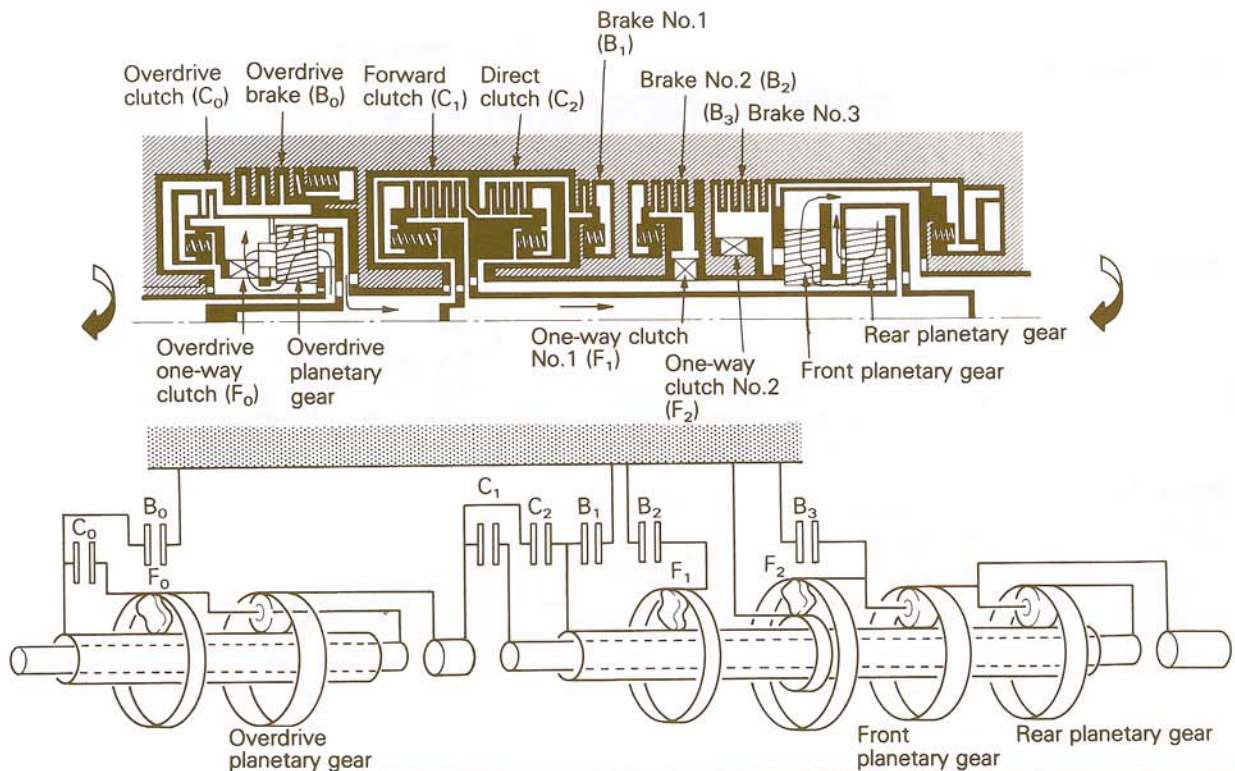 Brake No.1
(B₁)
Overdrive
clutch (C₀)
Overdrive
brake (B₀)
Forward
clutch (C₁)
Direct
clutch (C₂)
Brake No.2 (B₂)
(B₃) Brake No.3
Overdrive
one-way
clutch (F₀)
Overdrive
planetary
gear
One-way clutch
No.1 (F₁)
One-way
clutch No.2
(F₂)
Rear planetary gear
Front planetary gear
C₀
B₀
F₀
C₁
C₂
B₁
B₂
F₁
F₂
B₃
Overdrive
planetary gear
Front
planetary gear
Rear planetary gear